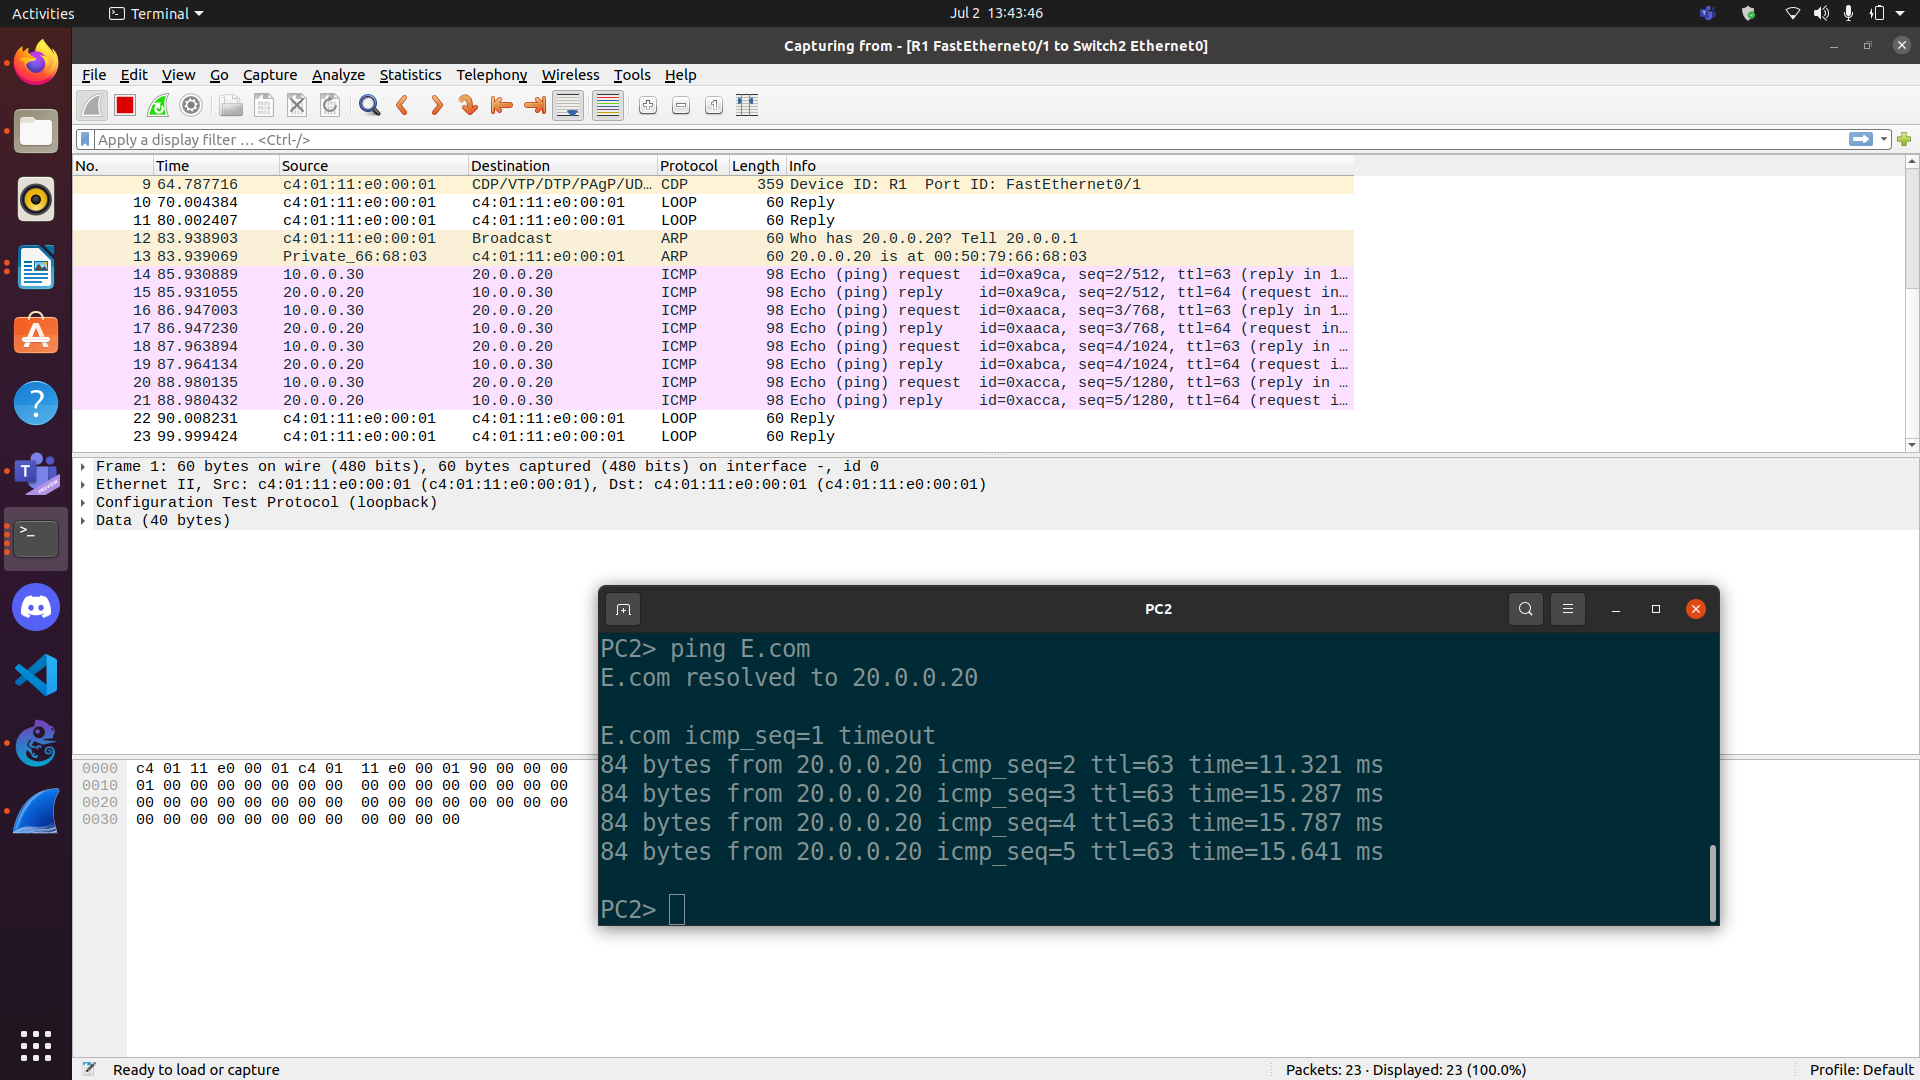 Activities Terminal Jul 2 13:43:46
Capturing from - [R1 FastEthernet0/1 to Switch2 Ethernet0]
File Edit View Go Capture Analyze Statistics Telephony Wireless Tools Help
Apply a display filter … <Ctrl-/>
No. Time Source Destination Protocol Length Info
9 64.787716 c4:01:11:e0:00:01 CDP/VTP/DTP/PAgP/UD… CDP 359 Device ID: R1 Port ID: FastEthernet0/1
10 70.004384 c4:01:11:e0:00:01 c4:01:11:e0:00:01 LOOP 60 Reply
11 80.002407 c4:01:11:e0:00:01 c4:01:11:e0:00:01 LOOP 60 Reply
12 83.938903 c4:01:11:e0:00:01 Broadcast ARP 60 Who has 20.0.0.20? Tell 20.0.0.1
13 83.939069 Private_66:68:03 c4:01:11:e0:00:01 ARP 60 20.0.0.20 is at 00:50:79:66:68:03
14 85.930889 10.0.0.30 20.0.0.20 ICMP 98 Echo (ping) request id=0xa9ca, seq=2/512, ttl=63 (reply in 1…
15 85.931055 20.0.0.20 10.0.0.30 ICMP 98 Echo (ping) reply id=0xa9ca, seq=2/512, ttl=64 (request in…
16 86.947003 10.0.0.30 20.0.0.20 ICMP 98 Echo (ping) request id=0xaaca, seq=3/768, ttl=63 (reply in 1…
17 86.947230 20.0.0.20 10.0.0.30 ICMP 98 Echo (ping) reply id=0xaaca, seq=3/768, ttl=64 (request in…
18 87.963894 10.0.0.30 20.0.0.20 ICMP 98 Echo (ping) request id=0xabca, seq=4/1024, ttl=63 (reply in …
19 87.964134 20.0.0.20 10.0.0.30 ICMP 98 Echo (ping) reply id=0xabca, seq=4/1024, ttl=64 (request i…
20 88.980135 10.0.0.30 20.0.0.20 ICMP 98 Echo (ping) request id=0xacca, seq=5/1280, ttl=63 (reply in …
21 88.980432 20.0.0.20 10.0.0.30 ICMP 98 Echo (ping) reply id=0xacca, seq=5/1280, ttl=64 (request i…
22 90.008231 c4:01:11:e0:00:01 c4:01:11:e0:00:01 LOOP 60 Reply
23 99.999424 c4:01:11:e0:00:01 c4:01:11:e0:00:01 LOOP 60 Reply
Frame 1: 60 bytes on wire (480 bits), 60 bytes captured (480 bits) on interface -, id 0
Ethernet II, Src: c4:01:11:e0:00:01 (c4:01:11:e0:00:01), Dst: c4:01:11:e0:00:01 (c4:01:11:e0:00:01)
Configuration Test Protocol (loopback)
Data (40 bytes)
PC2
PC2> ping E.com
E.com resolved to 20.0.0.20
E.com icmp_seq=1 timeout
84 bytes from 20.0.0.20 icmp_seq=2 ttl=63 time=11.321 ms
84 bytes from 20.0.0.20 icmp_seq=3 ttl=63 time=15.287 ms
84 bytes from 20.0.0.20 icmp_seq=4 ttl=63 time=15.787 ms
84 bytes from 20.0.0.20 icmp_seq=5 ttl=63 time=15.641 ms
PC2>
0000 c4 01 11 e0 00 01 c4 01 11 e0 00 01 90 00 00 00
0010 01 00 00 00 00 00 00 00 00 00 00 00 00 00 00 00
0020 00 00 00 00 00 00 00 00 00 00 00 00 00 00 00 00
0030 00 00 00 00 00 00 00 00 00 00 00 00
Ready to load or capture Packets: 23 · Displayed: 23 (100.0%) Profile: Default